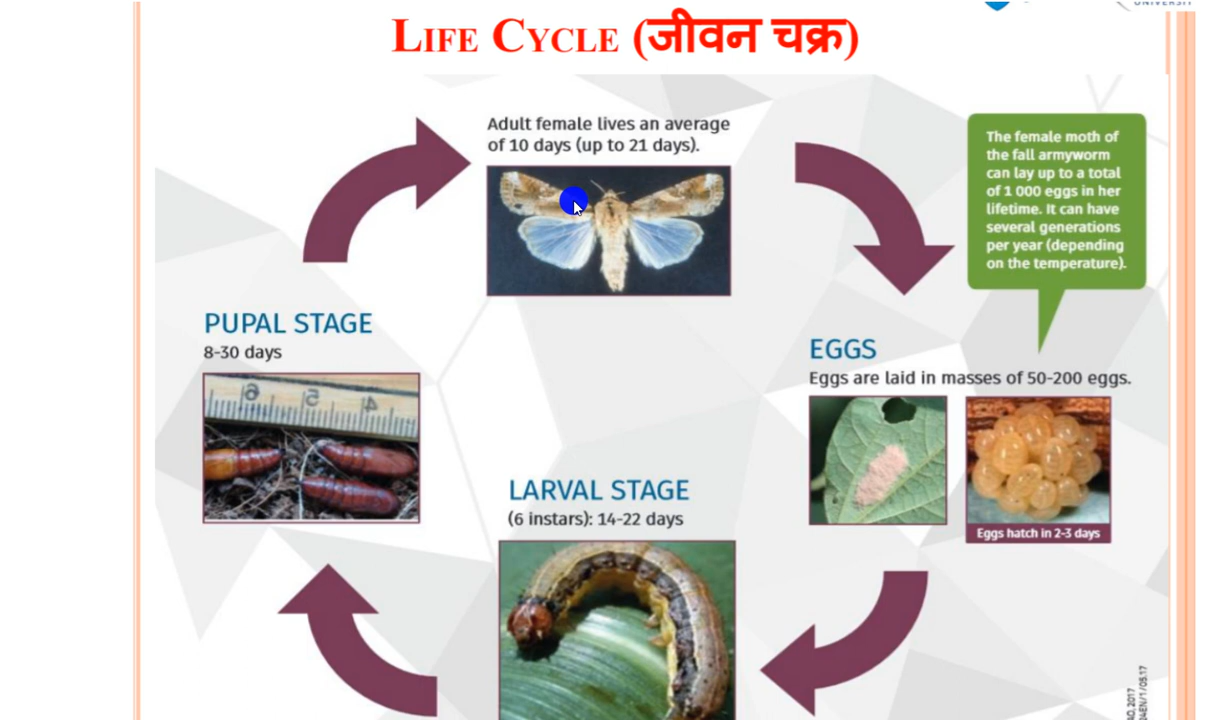 LIFE CYCLE (जीवन चक्र)
Adult female lives an average
of 10 days (up to 21 days).
The female moth of
the fall armyworm
can lay up to a total
of 1 000 eggs in her
lifetime. It can have
several generations
per year (depending
on the temperature).
PUPAL STAGE
8-30 days
6 5 4
EGGS
Eggs are laid in masses of 50-200 eggs.
Eggs hatch in 2-3 days
LARVAL STAGE
(6 instars): 14-22 days